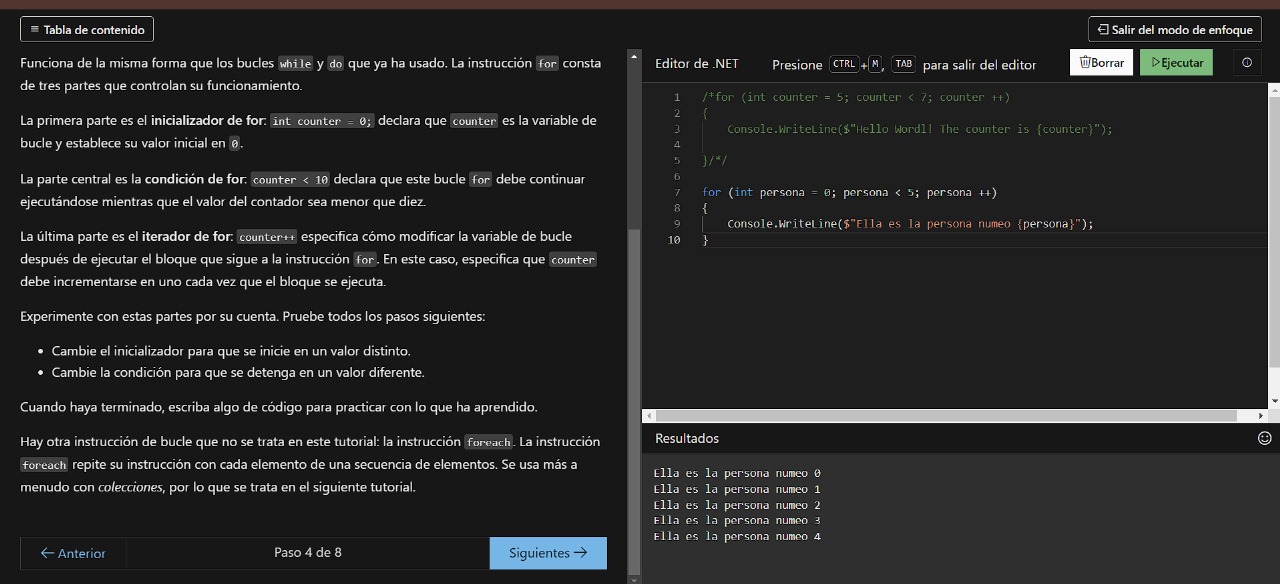 ≡ Tabla de contenido
Salir del modo de enfoque
Funciona de la misma forma que los bucles while y do que ya ha usado. La instrucción for consta
de tres partes que controlan su funcionamiento.
La primera parte es el inicializador de for: int counter = 0; declara que counter es la variable de
bucle y establece su valor inicial en 0.
La parte central es la condición de for: counter < 10 declara que este bucle for debe continuar
ejecutándose mientras que el valor del contador sea menor que diez.
La última parte es el iterador de for: counter++ especifica cómo modificar la variable de bucle
después de ejecutar el bloque que sigue a la instrucción for. En este caso, especifica que counter
debe incrementarse en uno cada vez que el bloque se ejecuta.
Experimente con estas partes por su cuenta. Pruebe todos los pasos siguientes:
• Cambie el inicializador para que se inicie en un valor distinto.
• Cambie la condición para que se detenga en un valor diferente.
Cuando haya terminado, escriba algo de código para practicar con lo que ha aprendido.
Hay otra instrucción de bucle que no se trata en este tutorial: la instrucción foreach. La instrucción
foreach repite su instrucción con cada elemento de una secuencia de elementos. Se usa más a
menudo con colecciones, por lo que se trata en el siguiente tutorial.
← Anterior
Paso 4 de 8
Siguientes →
Editor de .NET
Presione CTRL+M, TAB para salir del editor
Borrar
Ejecutar
1 /*for (int counter = 5; counter < 7; counter ++)
2 {
3 Console.WriteLine($"Hello Wordl! The counter is {counter}");
4
5 }/*/
6
7 for (int persona = 0; persona < 5; persona ++)
8 {
9 Console.WriteLine($"Ella es la persona numeo {persona}");
10 }
Resultados
Ella es la persona numeo 0
Ella es la persona numeo 1
Ella es la persona numeo 2
Ella es la persona numeo 3
Ella es la persona numeo 4